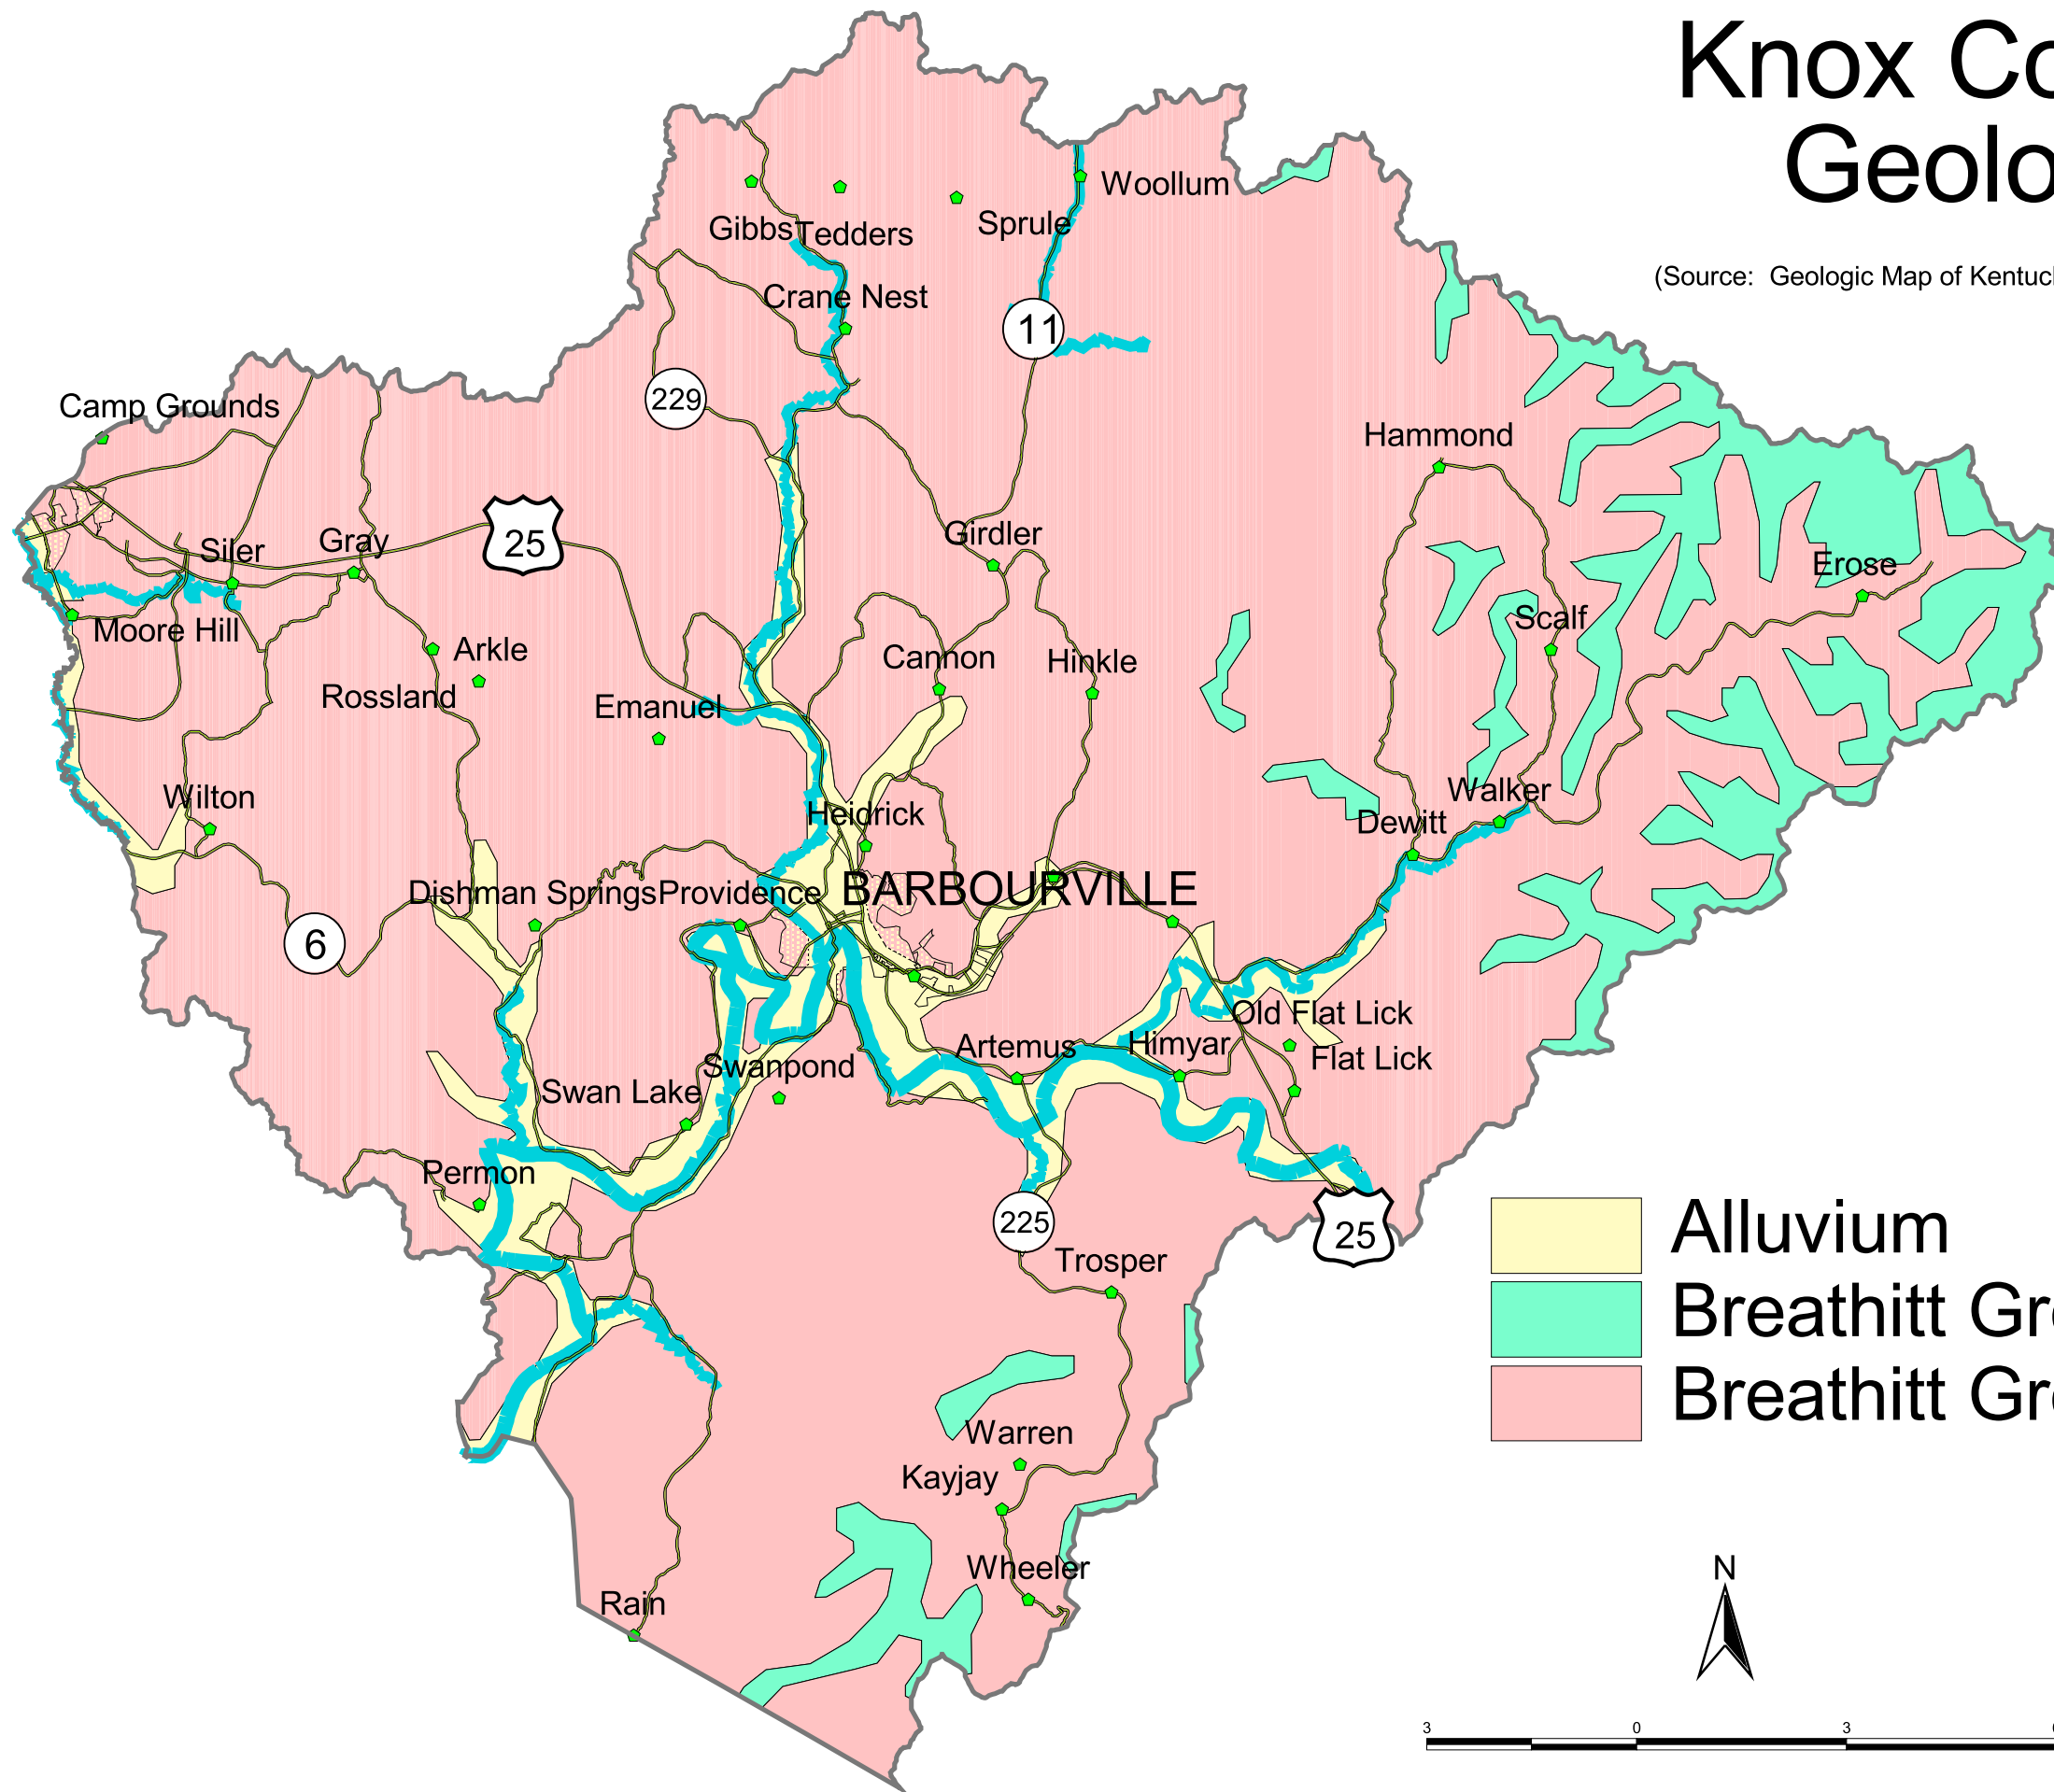 Knox Co
Geolo
(Source: Geologic Map of Kentuc
Woollum
Sprule
Gibbs
Tedders
Crane Nest
11
229
Camp Grounds
Hammond
25
Girdler
Siler
Gray
Erose
Scalf
Moore Hill
Arkle
Cannon
Hinkle
Rossland
Emanuel
Wilton
Heidrick
Walker
Dewitt
Dishman Springs
Providence
BARBOURVILLE
6
Old Flat Lick
Artemus
Himyar
Flat Lick
Swanpond
Swan Lake
Permon
225
25
Trosper
Alluvium
Breathitt Gr
Breathitt Gr
Warren
Kayjay
Wheeler
Rain
N
3 0 3